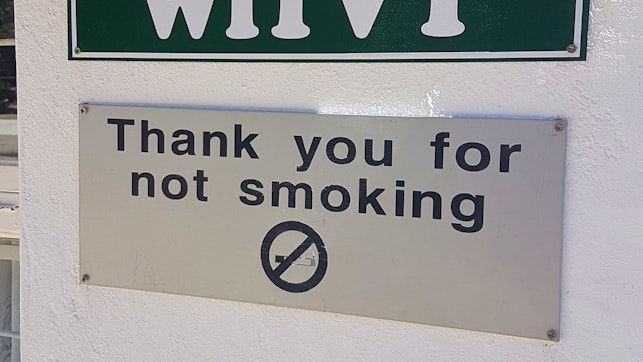 Thank you for
not smoking